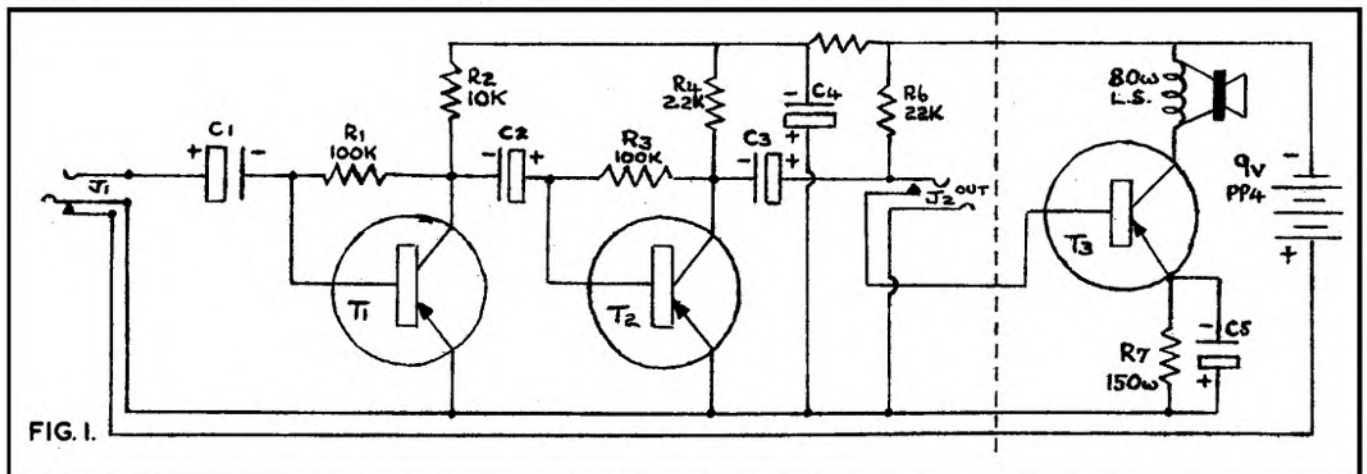 R2
10K
R4
22K
C4
-
+
R6
22K
80ω
L.S.
-
9V
PP4
+
C1
+ -
R1
100K
C2
- +
R3
100K
C3
- +
J1
J2 OUT
T1
T2
T3
R7
150ω
-
C5
+
FIG. 1.